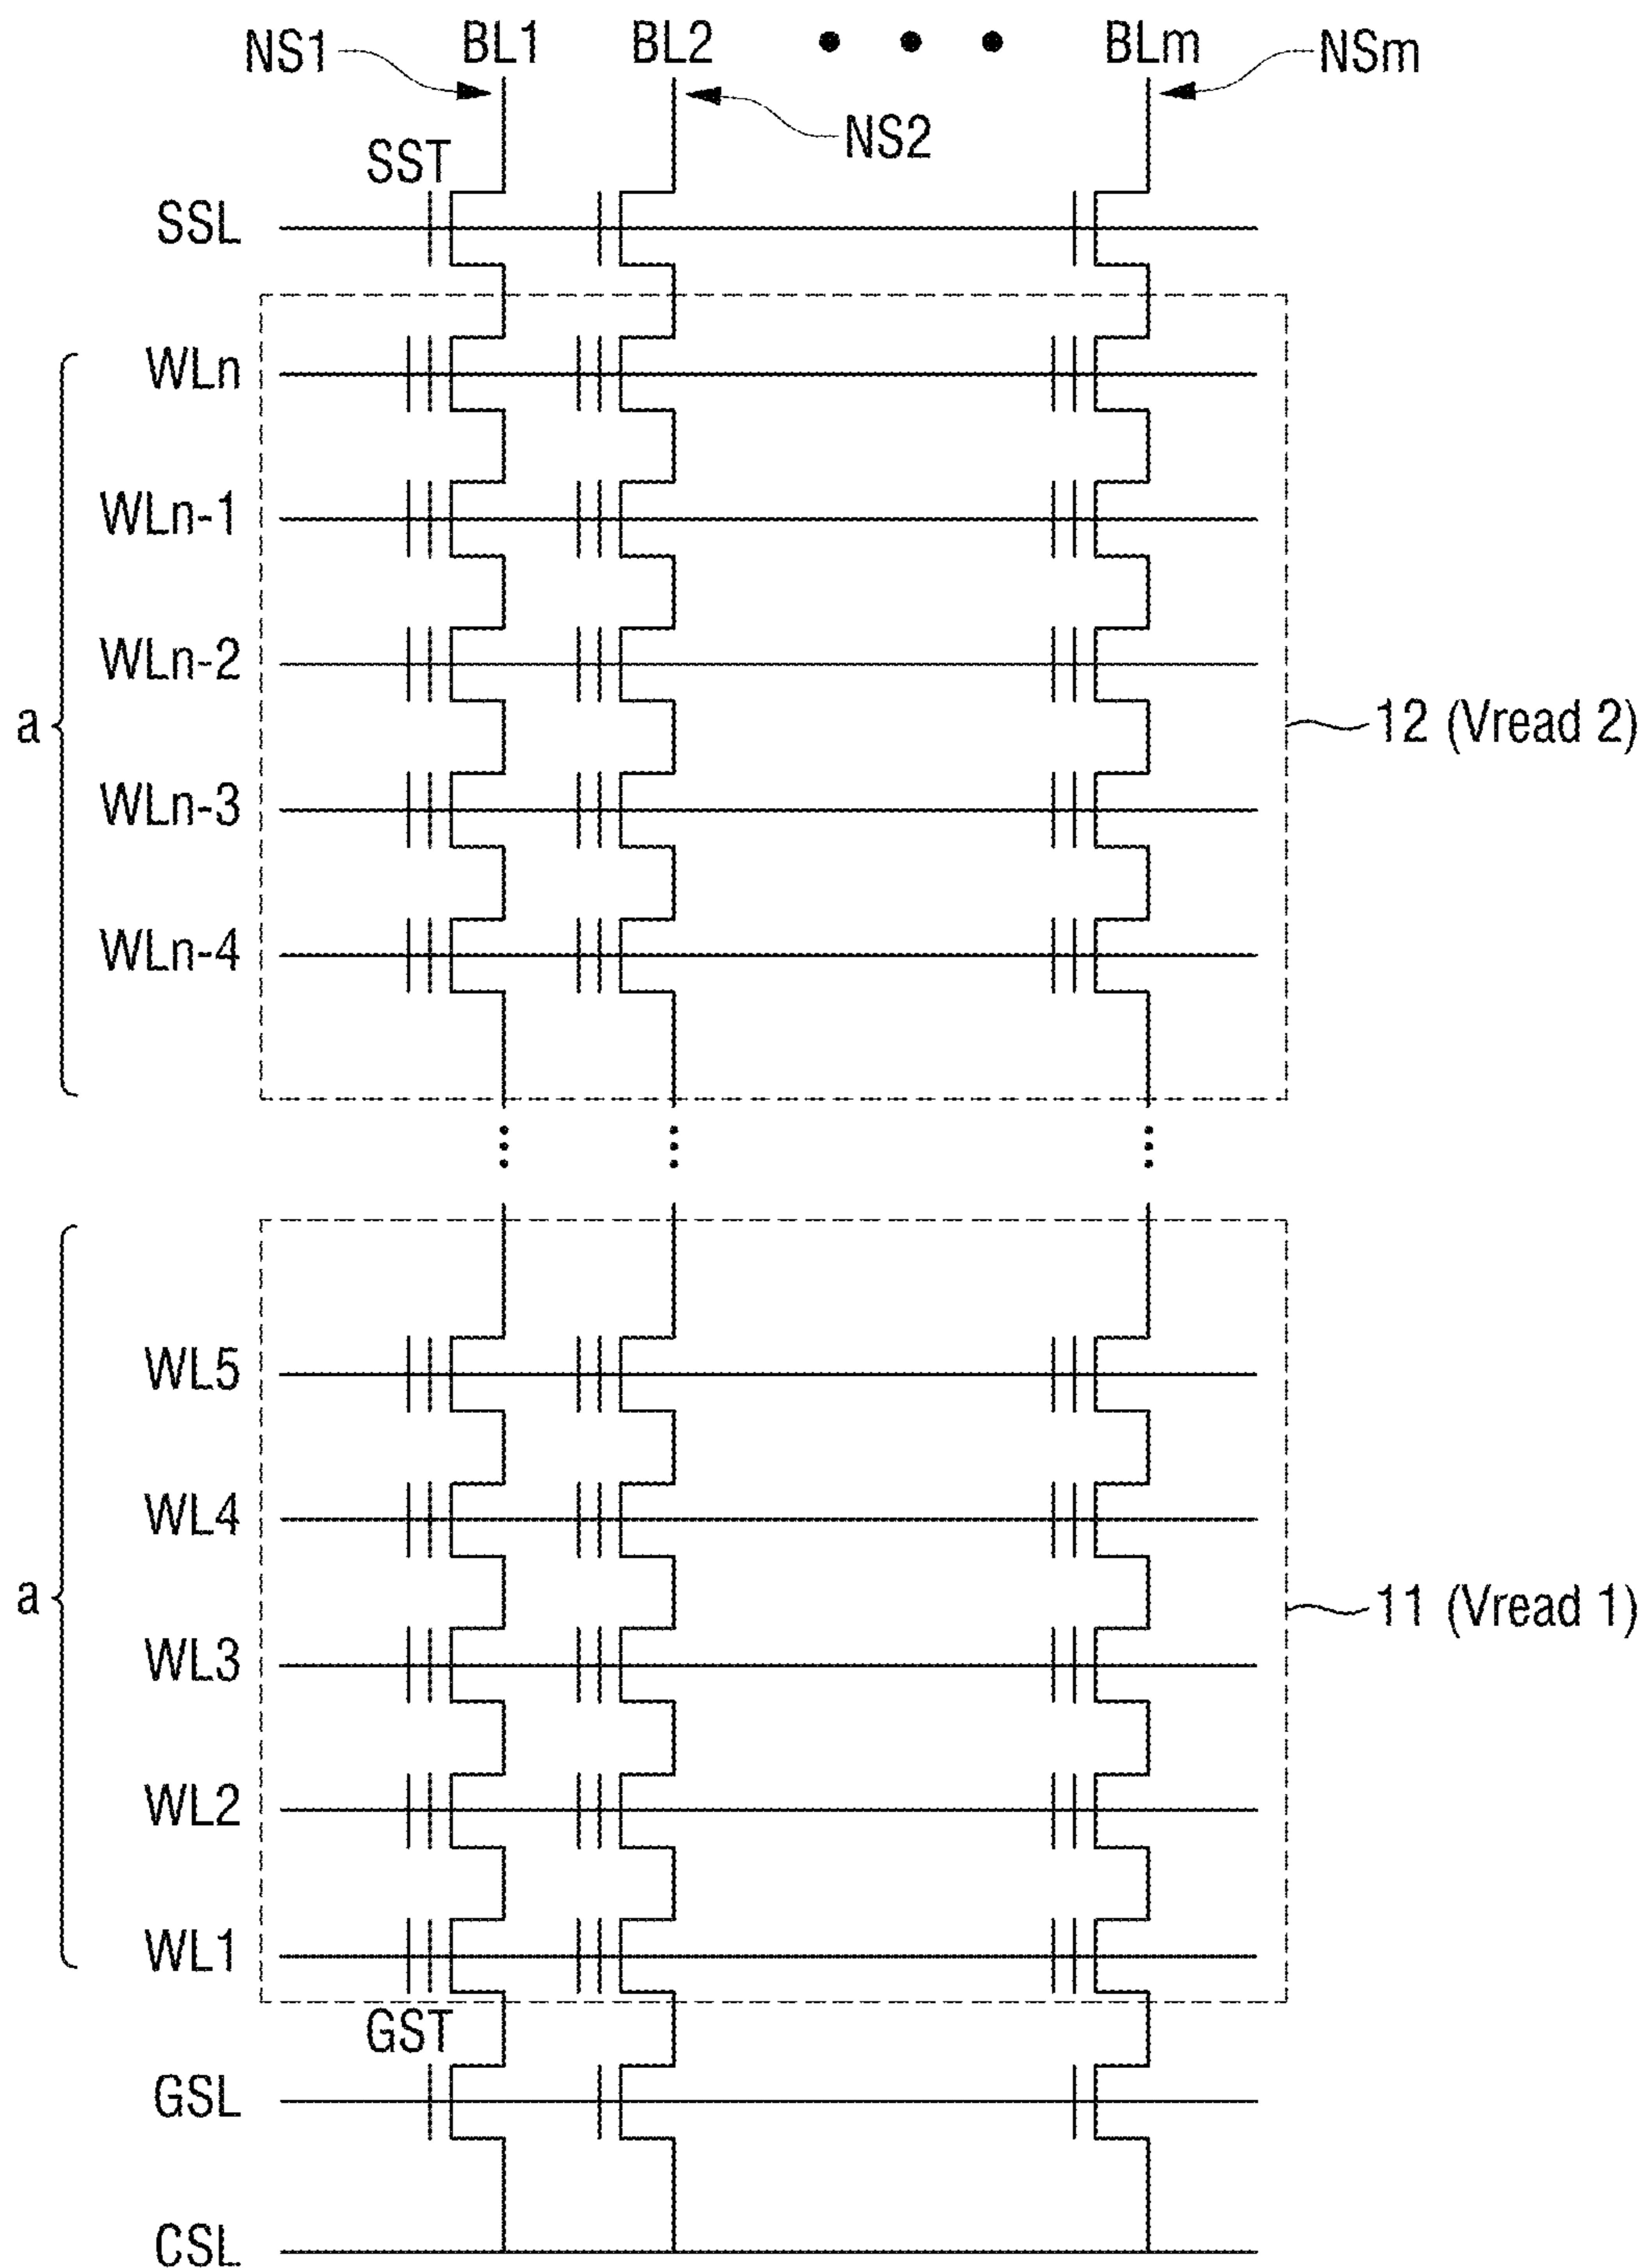 NS1 BL1 BL2 BLm NSm
NS2
SST
SSL
WLn
WLn-1
WLn-2
a 12 (Vread 2)
WLn-3
WLn-4
WL5
WL4
a 11 (Vread 1)
WL3
WL2
WL1
GST
GSL
CSL